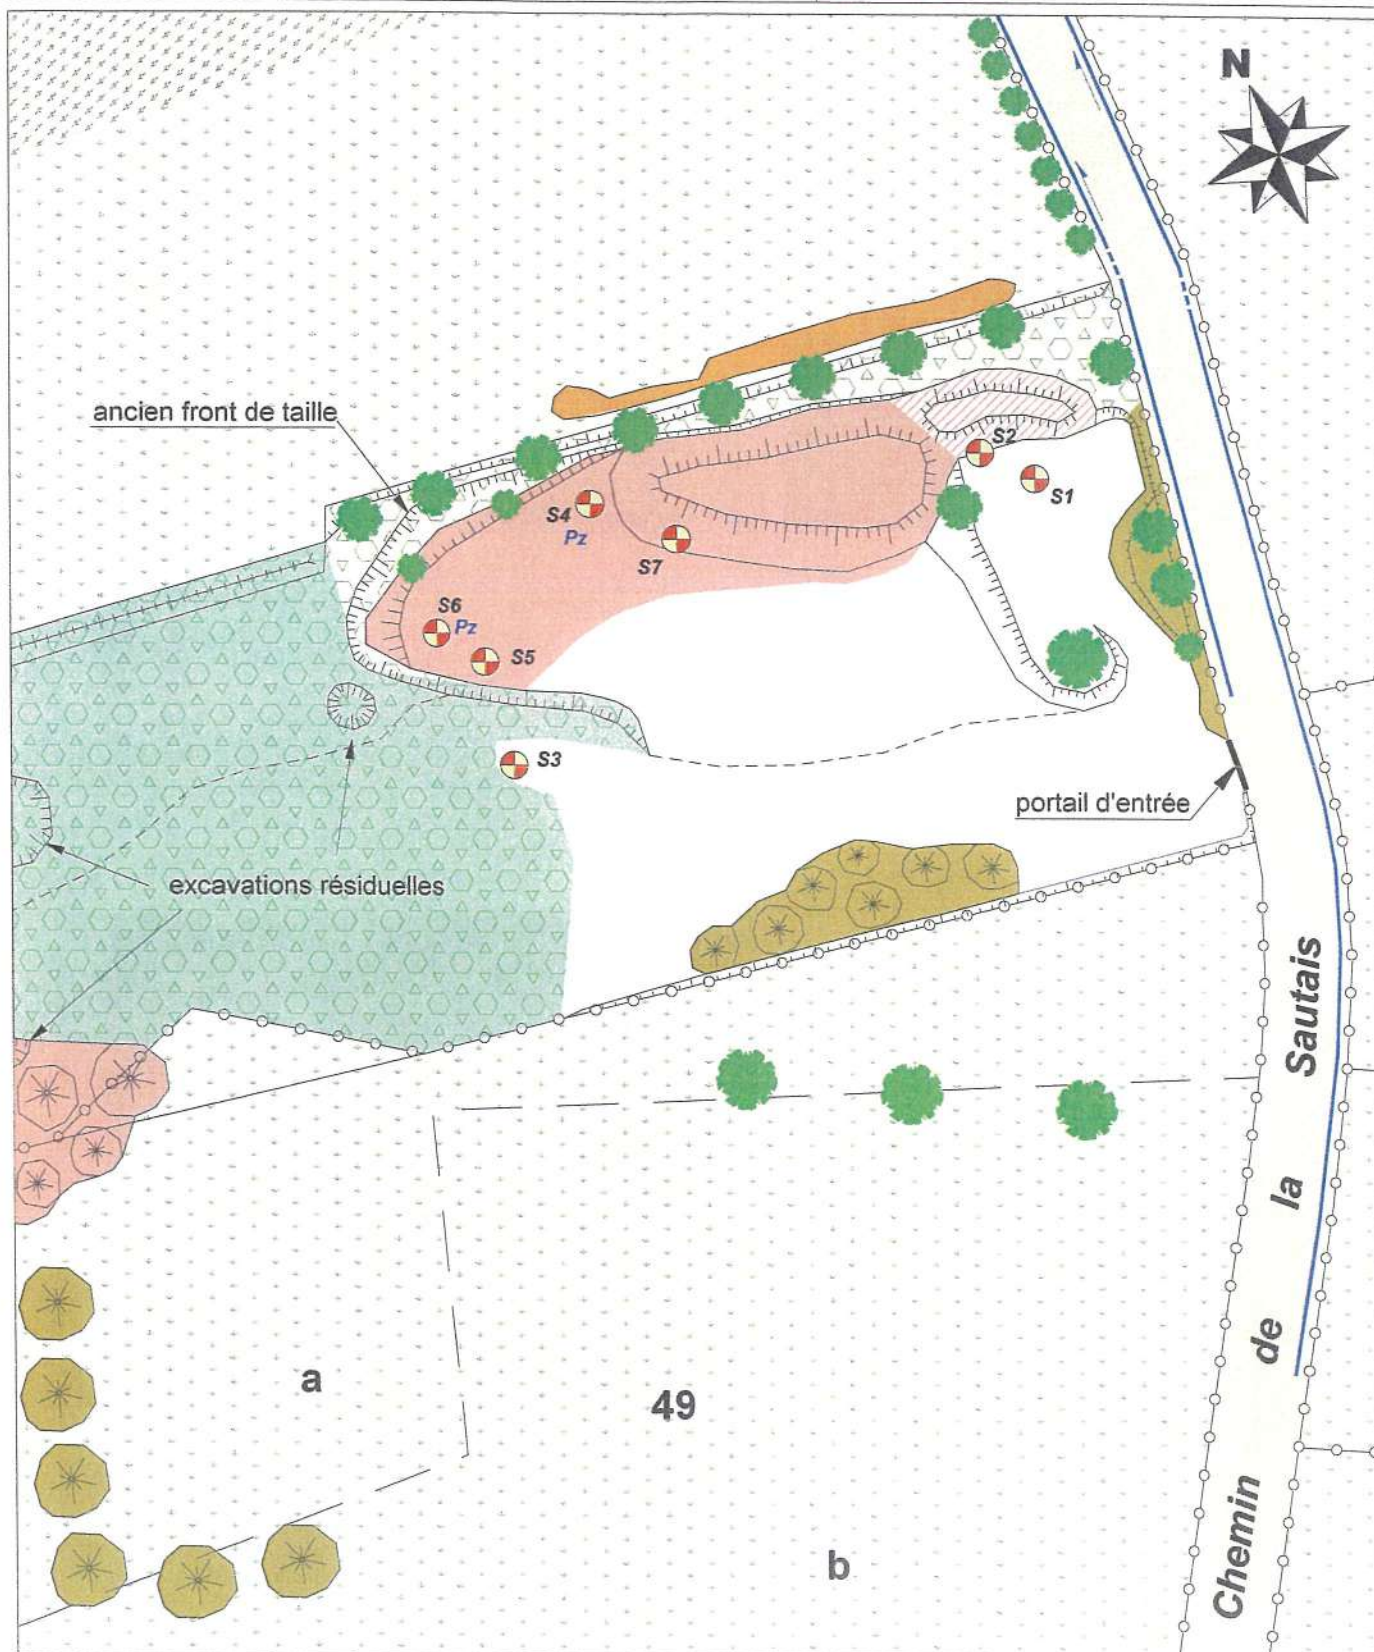 N
ancien front de taille
S2
S1
S4
Pz
S7
S6
Pz
S5
S3
portail d'entrée
excavations résiduelles
a
49
b
Chemin de la Sautais